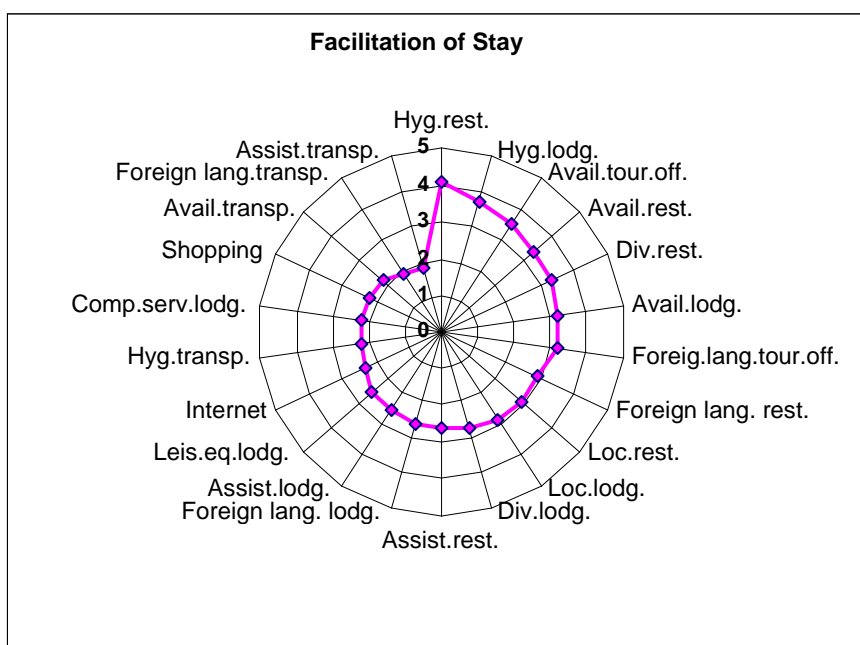 Facilitation of Stay
Hyg.rest.
Hyg.lodg.
Avail.tour.off.
Avail.rest.
Div.rest.
Avail.lodg.
Foreig.lang.tour.off.
Foreign lang. rest.
Loc.rest.
Loc.lodg.
Div.lodg.
Assist.rest.
Foreign lang. lodg.
Assist.lodg.
Leis.eq.lodg.
Internet
Hyg.transp.
Comp.serv.lodg.
Shopping
Avail.transp.
Foreign lang.transp.
Assist.transp.
5
4
3
2
1
0